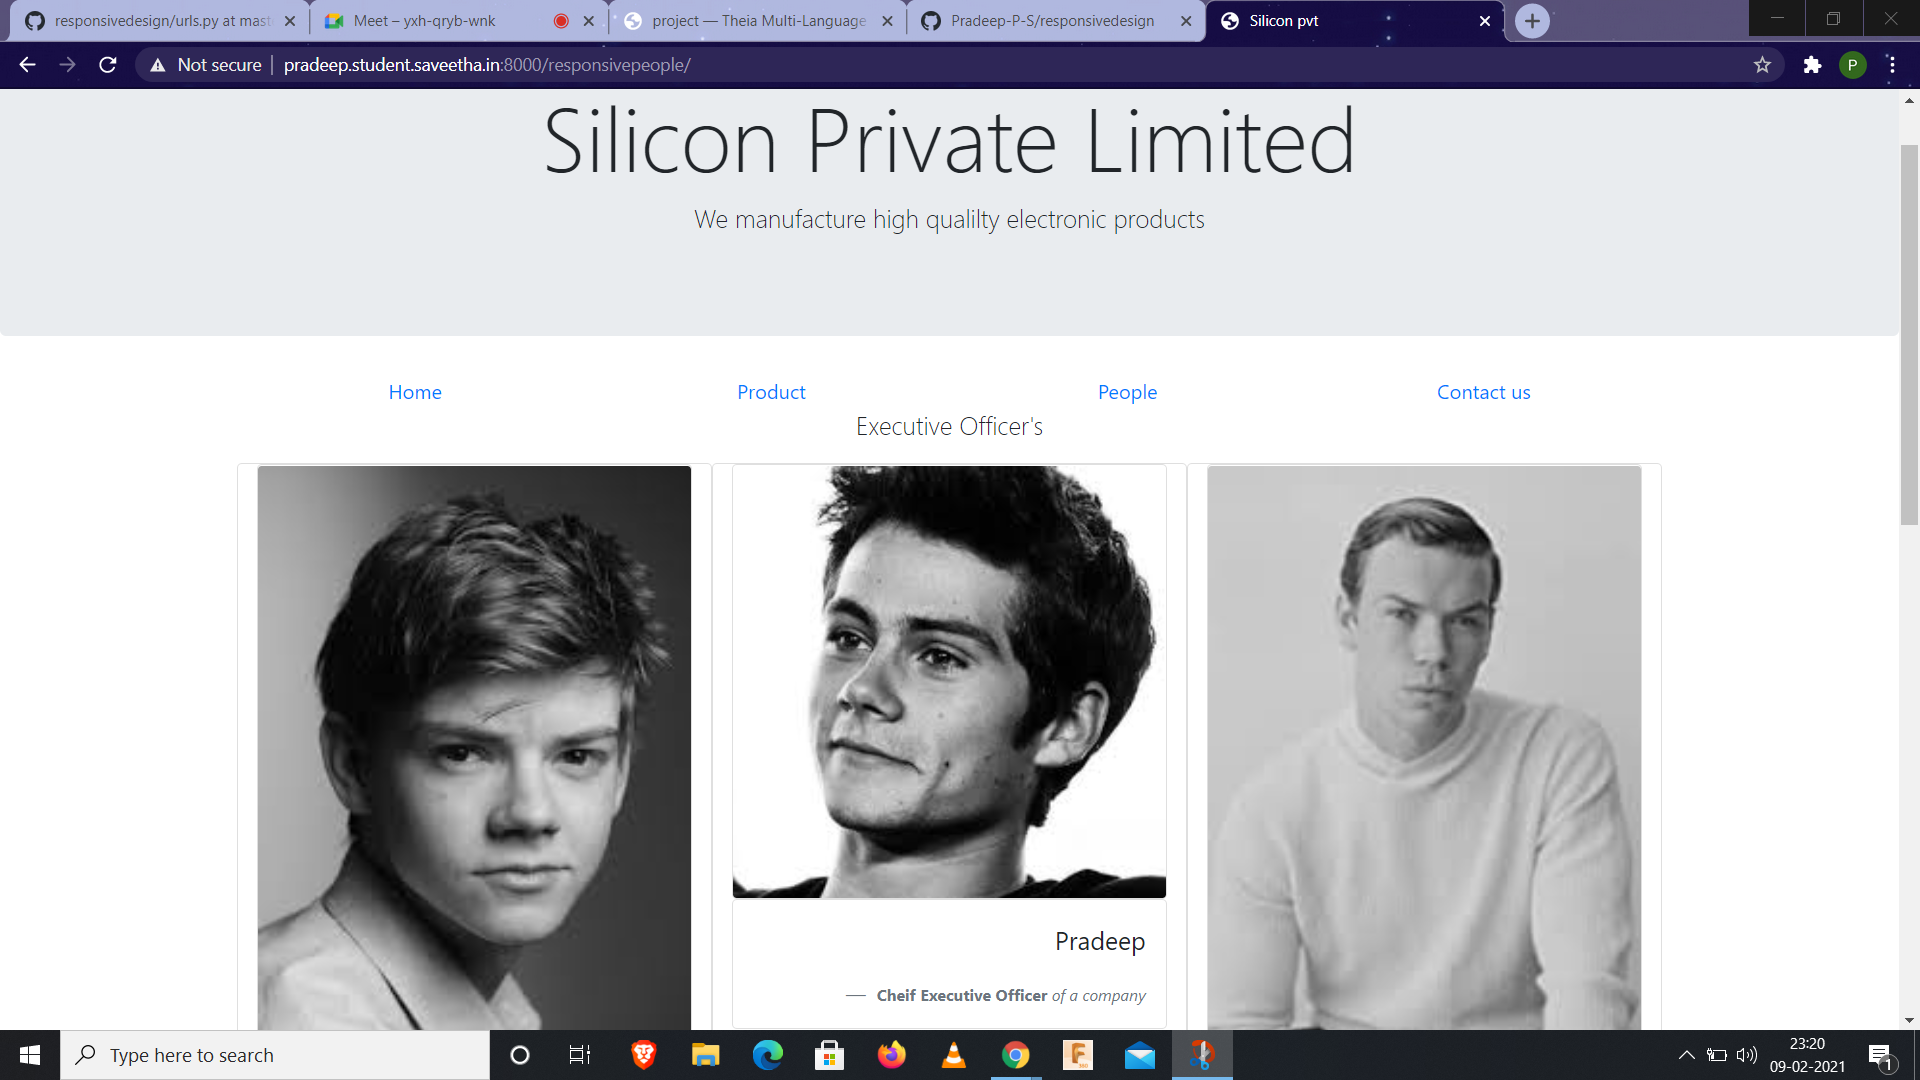 responsivedesign/urls.py at mast
Meet – yxh-qryb-wnk
project — Theia Multi-Language
Pradeep-P-S/responsivedesign
Silicon pvt
Not secure
pradeep.student.saveetha.in:8000/responsivepeople/
P
Silicon Private Limited
We manufacture high qualilty electronic products
Home
Product
People
Contact us
Executive Officer's
Pradeep
— Cheif Executive Officer of a company
Type here to search
23:20
09-02-2021
1